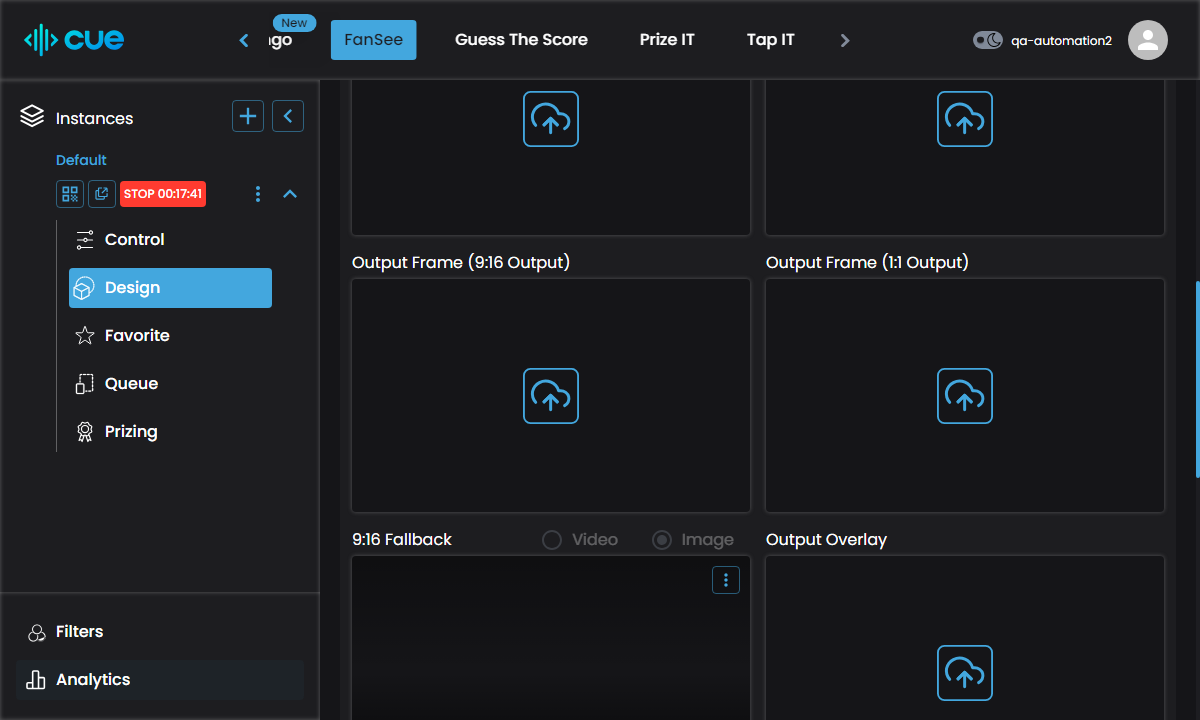 cue
New
FanSee
Guess The Score
Prize IT
Tap IT
qa-automation2
Instances
Default
STOP 00:17:41
Control
Design
Favorite
Queue
Prizing
Filters
Analytics
Output Frame (9:16 Output)
Output Frame (1:1 Output)
9:16 Fallback
Video
Image
Output Overlay